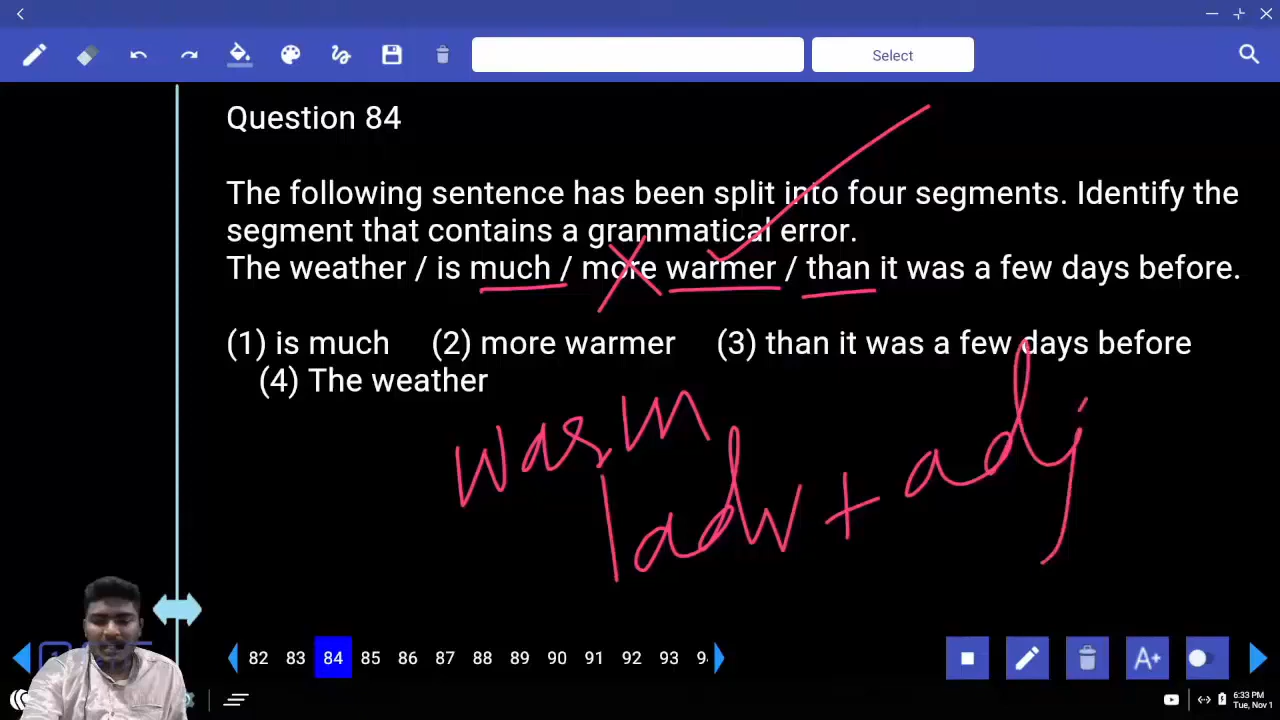 Select
Question 84
The following sentence has been split into four segments. Identify the
segment that contains a grammatical error.
The weather / is much / more warmer / than it was a few days before.
(1) is much (2) more warmer (3) than it was a few days before
(4) The weather
warm
adv + adj
82 83 84 85 86 87 88 89 90 91 92 93 9
A+
6:33 PM
Tue, Nov 1